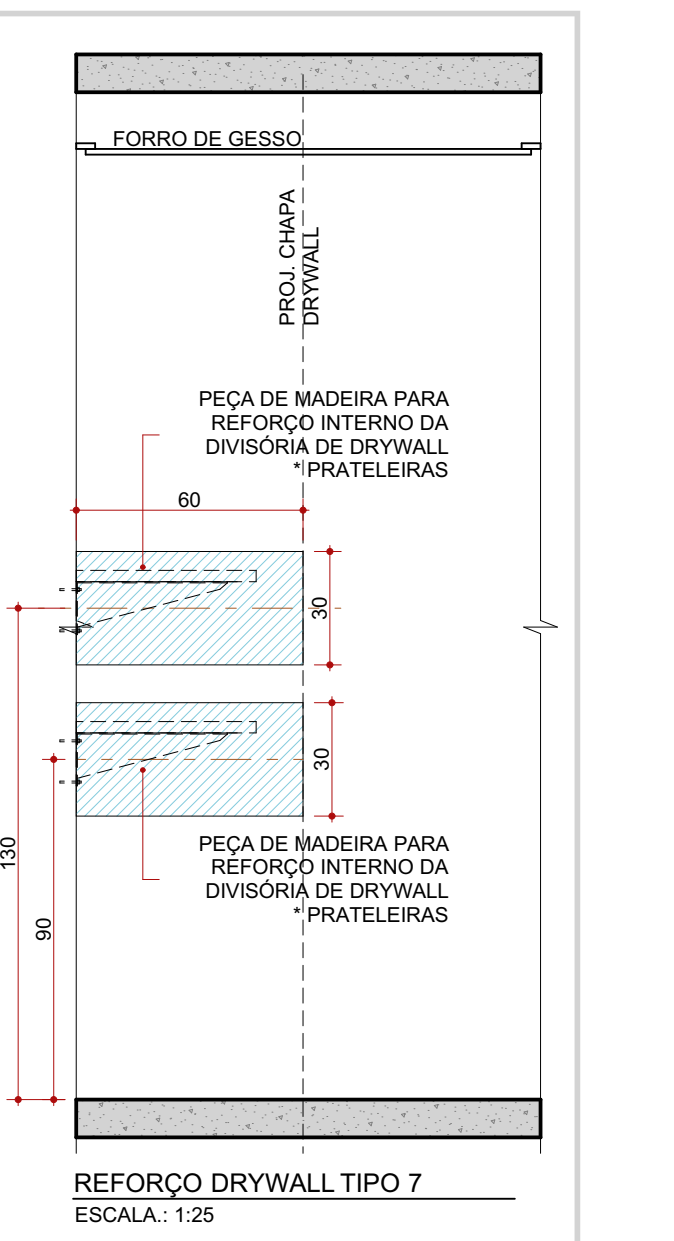 FORRO DE GESSO
PROJ. CHAPA
DRYWALL
PEÇA DE MADEIRA PARA
REFORÇO INTERNO DA
DIVISÓRIA DE DRYWALL
* PRATELEIRAS
60
30
30
130
90
PEÇA DE MADEIRA PARA
REFORÇO INTERNO DA
DIVISÓRIA DE DRYWALL
* PRATELEIRAS
REFORÇO DRYWALL TIPO 7
ESCALA.: 1:25